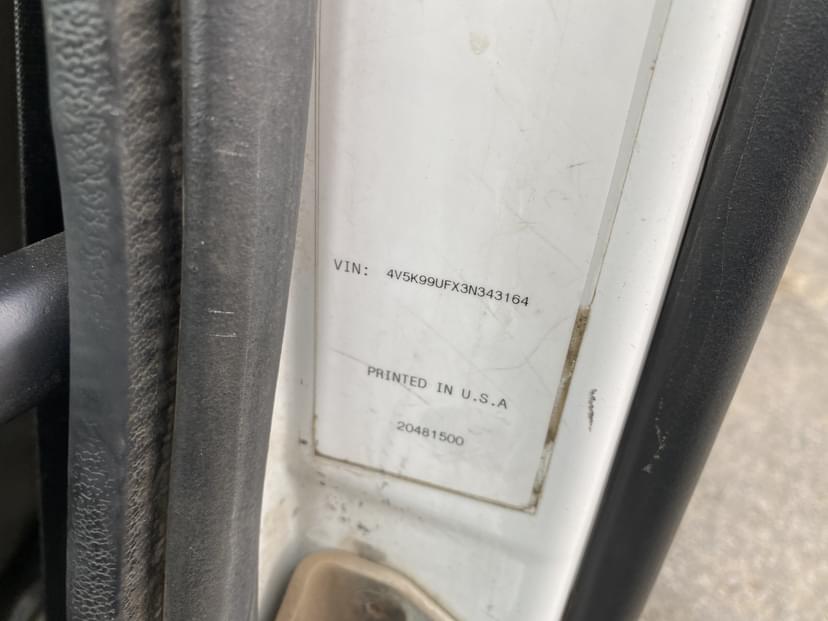 VIN: 4V5K99UFX3N343164
PRINTED IN U.S.A
20481500